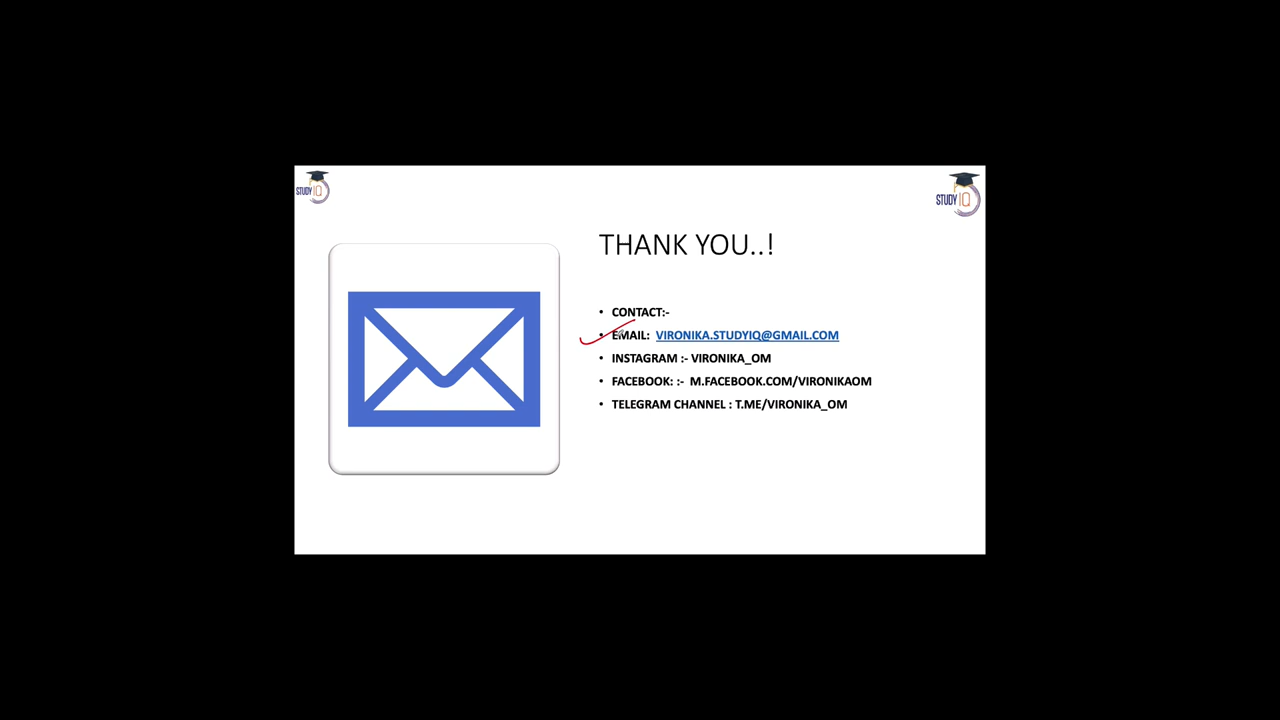 STUDY IQ
STUDY IQ
THANK YOU..!
• CONTACT:-
• EMAIL: VIRONIKA.STUDYIQ@GMAIL.COM
• INSTAGRAM :- VIRONIKA_OM
• FACEBOOK: :- M.FACEBOOK.COM/VIRONIKAOM
• TELEGRAM CHANNEL : T.ME/VIRONIKA_OM